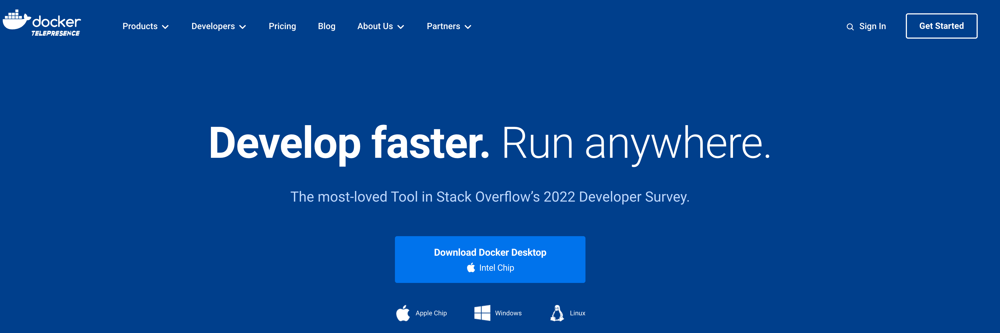 docker
TELEPRESENCE
Products
Developers
Pricing
Blog
About Us
Partners
Sign In
Get Started
Develop faster. Run anywhere.
The most-loved Tool in Stack Overflow’s 2022 Developer Survey.
Download Docker Desktop
Intel Chip
Apple Chip
Windows
Linux